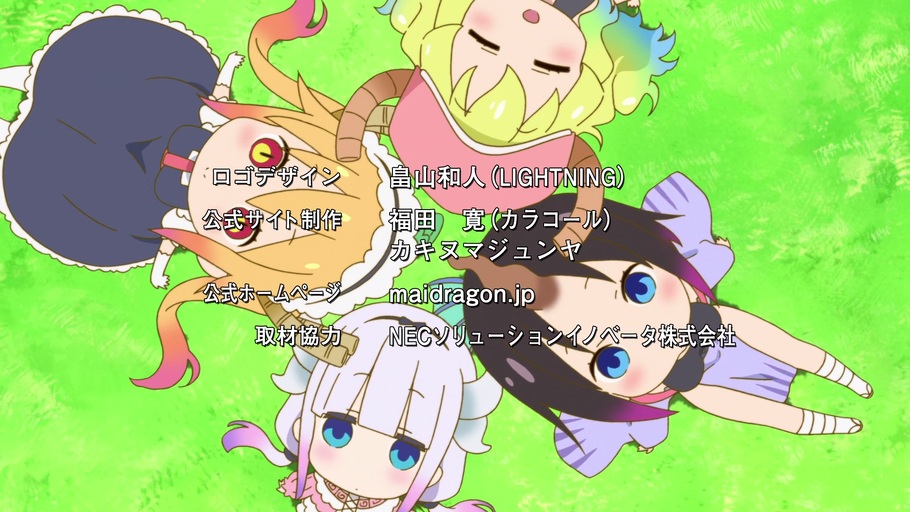 ロゴデザイン 畠山和人(LIGHTNING)
公式サイト制作 福田　寛(カラコール)
カキヌマジュンヤ
公式ホームページ maidragon.jp
取材協力 NECソリューションイノベータ株式会社